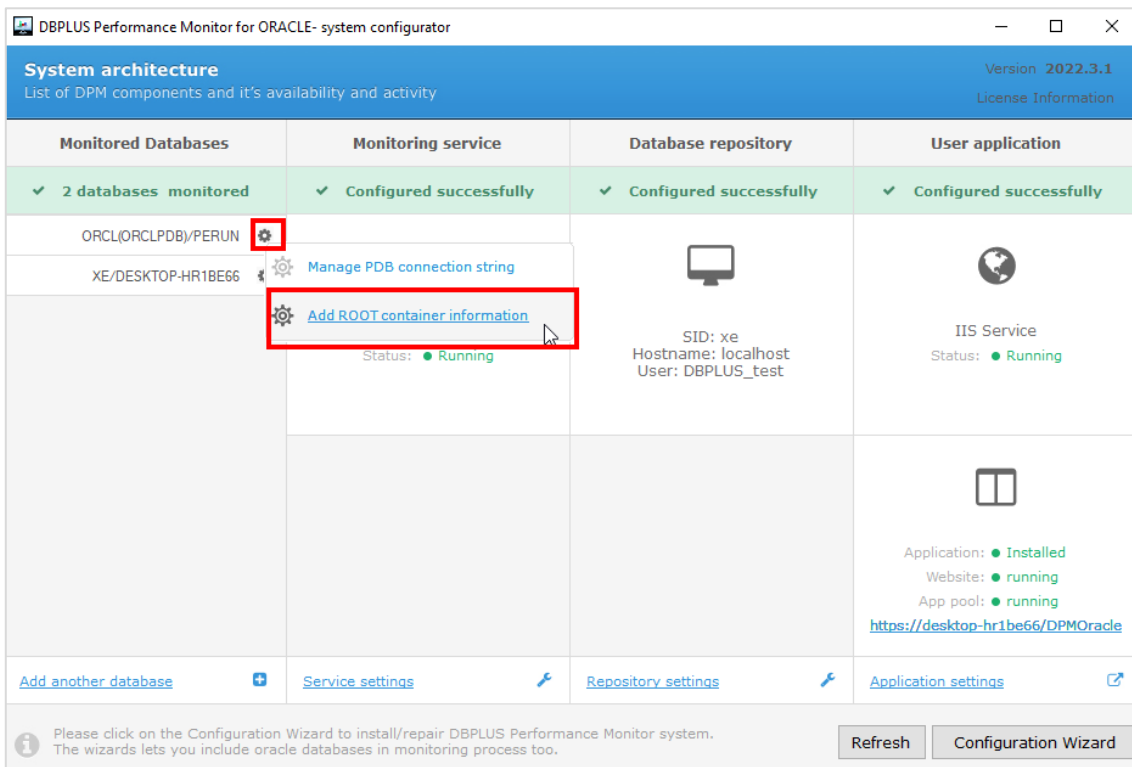 DBPLUS Performance Monitor for ORACLE- system configurator
System architecture
List of DPM components and it's availability and activity
Version 2022.3.1
License Information
Monitored Databases
Monitoring service
Database repository
User application
2 databases monitored
Configured successfully
Configured successfully
Configured successfully
ORCL(ORCLPDB)/PERUN
XE/DESKTOP-HR1BE66
Manage PDB connection string
Add ROOT container information
Status: Running
SID: xe
Hostname: localhost
User: DBPLUS_test
IIS Service
Status: Running
Application: Installed
Website: running
App pool: running
https://desktop-hr1be66/DPMOracle
Add another database
Service settings
Repository settings
Application settings
Please click on the Configuration Wizard to install/repair DBPLUS Performance Monitor system.
The wizards lets you include oracle databases in monitoring process too.
Refresh
Configuration Wizard